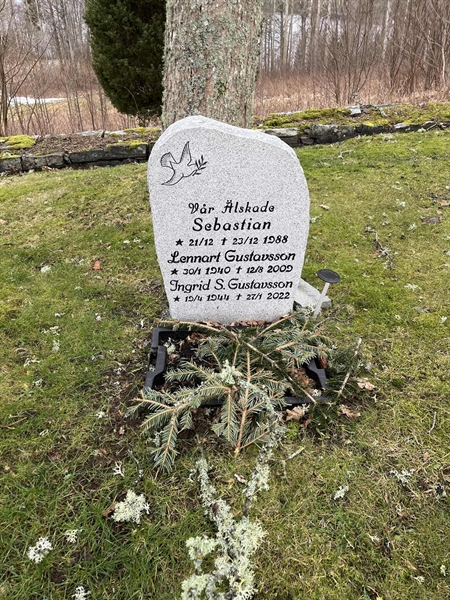 Vår Älskade
Sebastian
★ 21/12 † 23/12 1988
Lennart Gustavsson
★ 30/1 1940 † 12/8 2009
Ingrid S. Gustavsson
★ 19/4 1944 † 27/1 2022